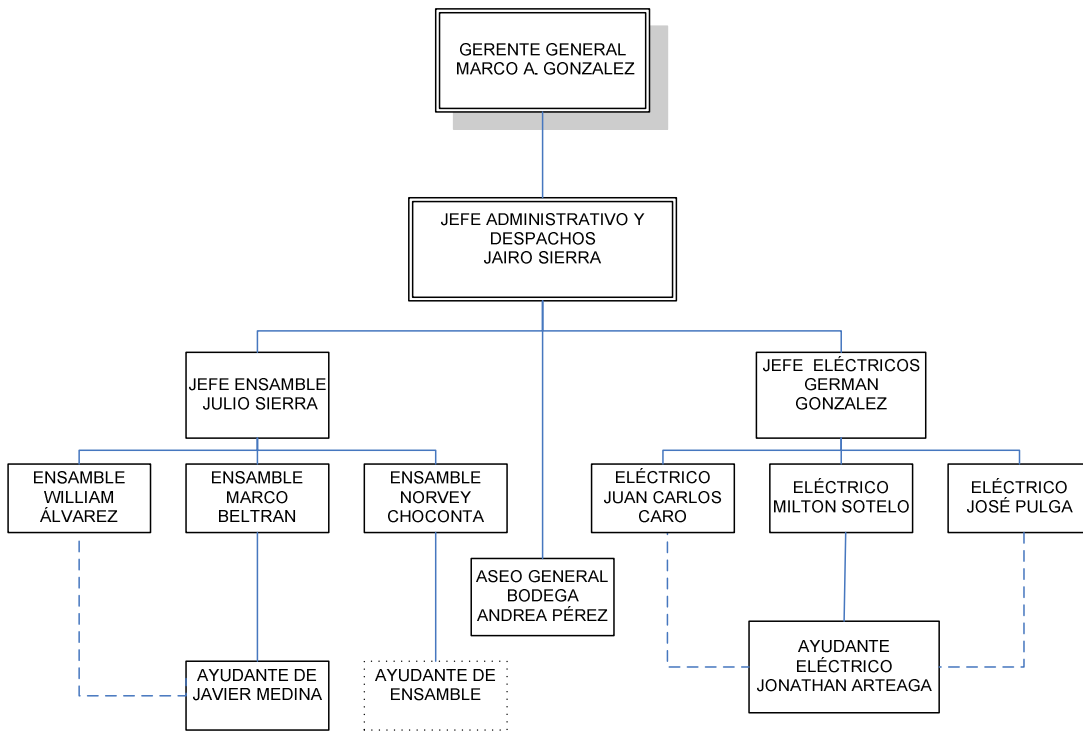 GERENTE GENERAL
MARCO A. GONZALEZ
JEFE ADMINISTRATIVO Y
DESPACHOS
JAIRO SIERRA
JEFE ENSAMBLE
JULIO SIERRA
JEFE ELÉCTRICOS
GERMAN
GONZALEZ
ENSAMBLE
WILLIAM
ÁLVAREZ
ENSAMBLE
MARCO
BELTRAN
ENSAMBLE
NORVEY
CHOCONTA
ELÉCTRICO
JUAN CARLOS
CARO
ELÉCTRICO
MILTON SOTELO
ELÉCTRICO
JOSÉ PULGA
ASEO GENERAL
BODEGA
ANDREA PÉREZ
AYUDANTE DE
JAVIER MEDINA
AYUDANTE DE
ENSAMBLE
AYUDANTE
ELÉCTRICO
JONATHAN ARTEAGA